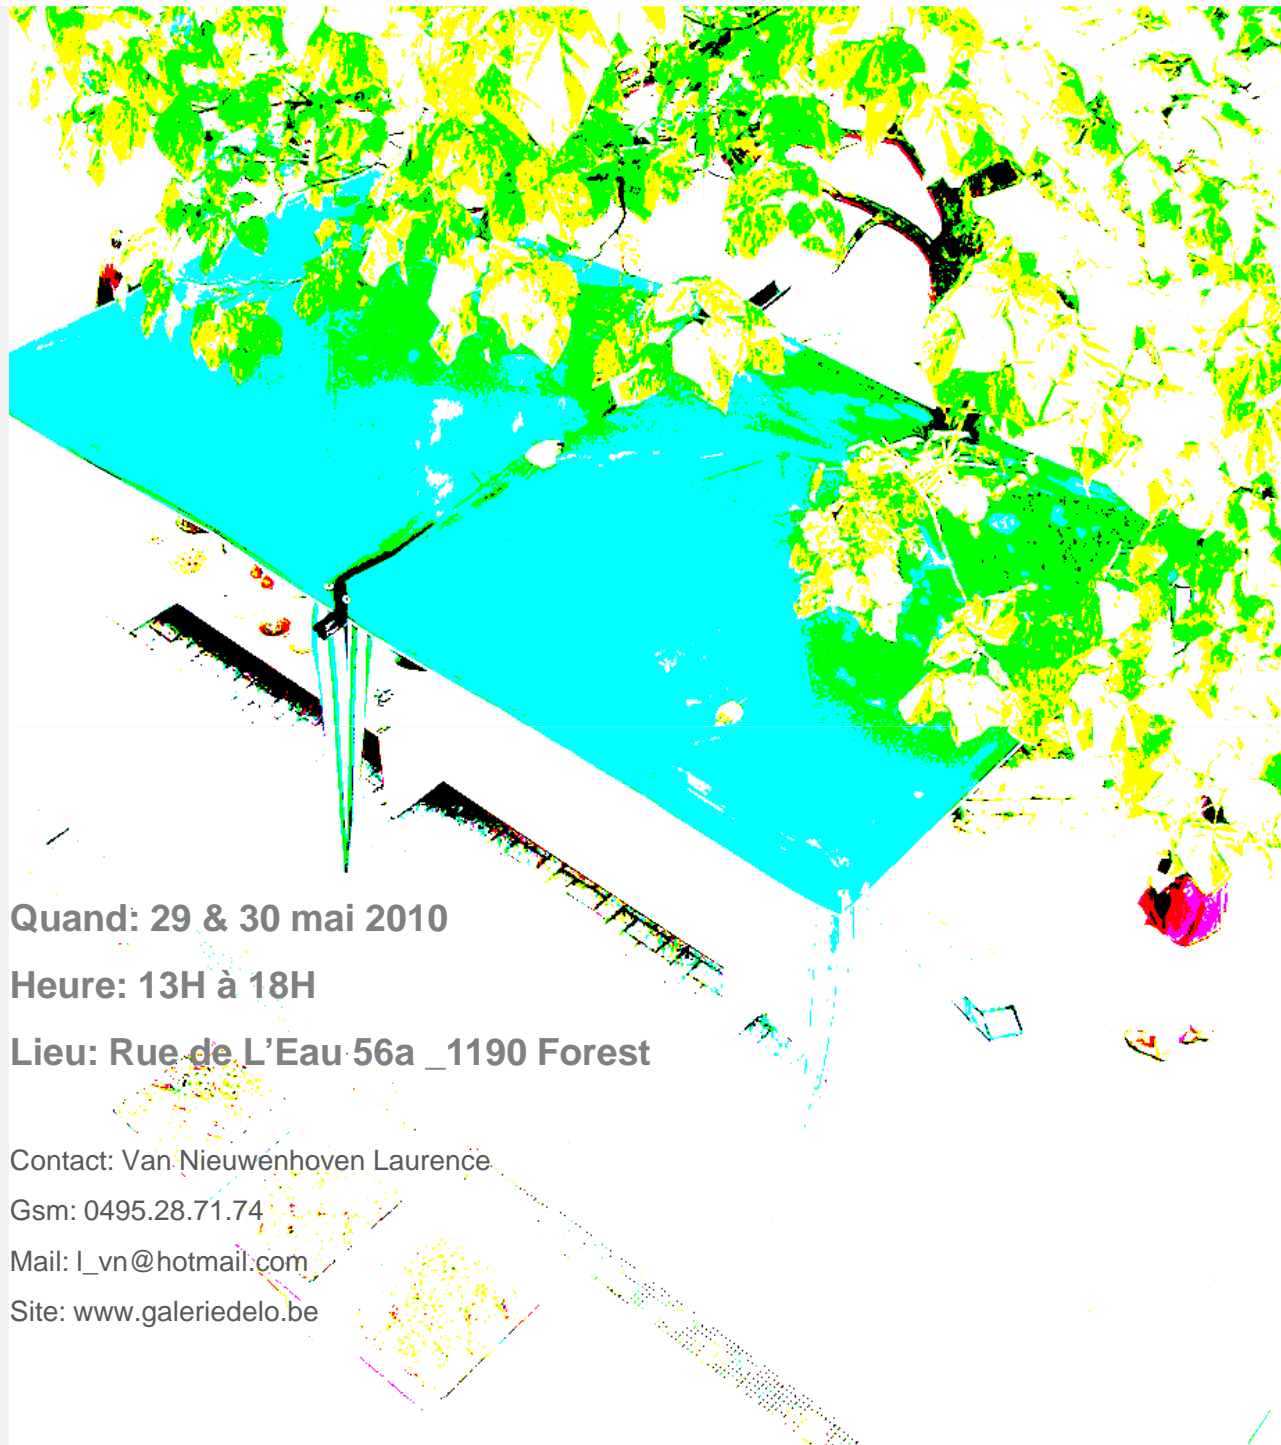 Quand: 29 & 30 mai 2010
Heure: 13H à 18H
Lieu: Rue de L’Eau 56a _1190 Forest
Contact: Van Nieuwenhoven Laurence
Gsm: 0495.28.71.74
Mail: l_vn@hotmail.com
Site: www.galeriedelo.be